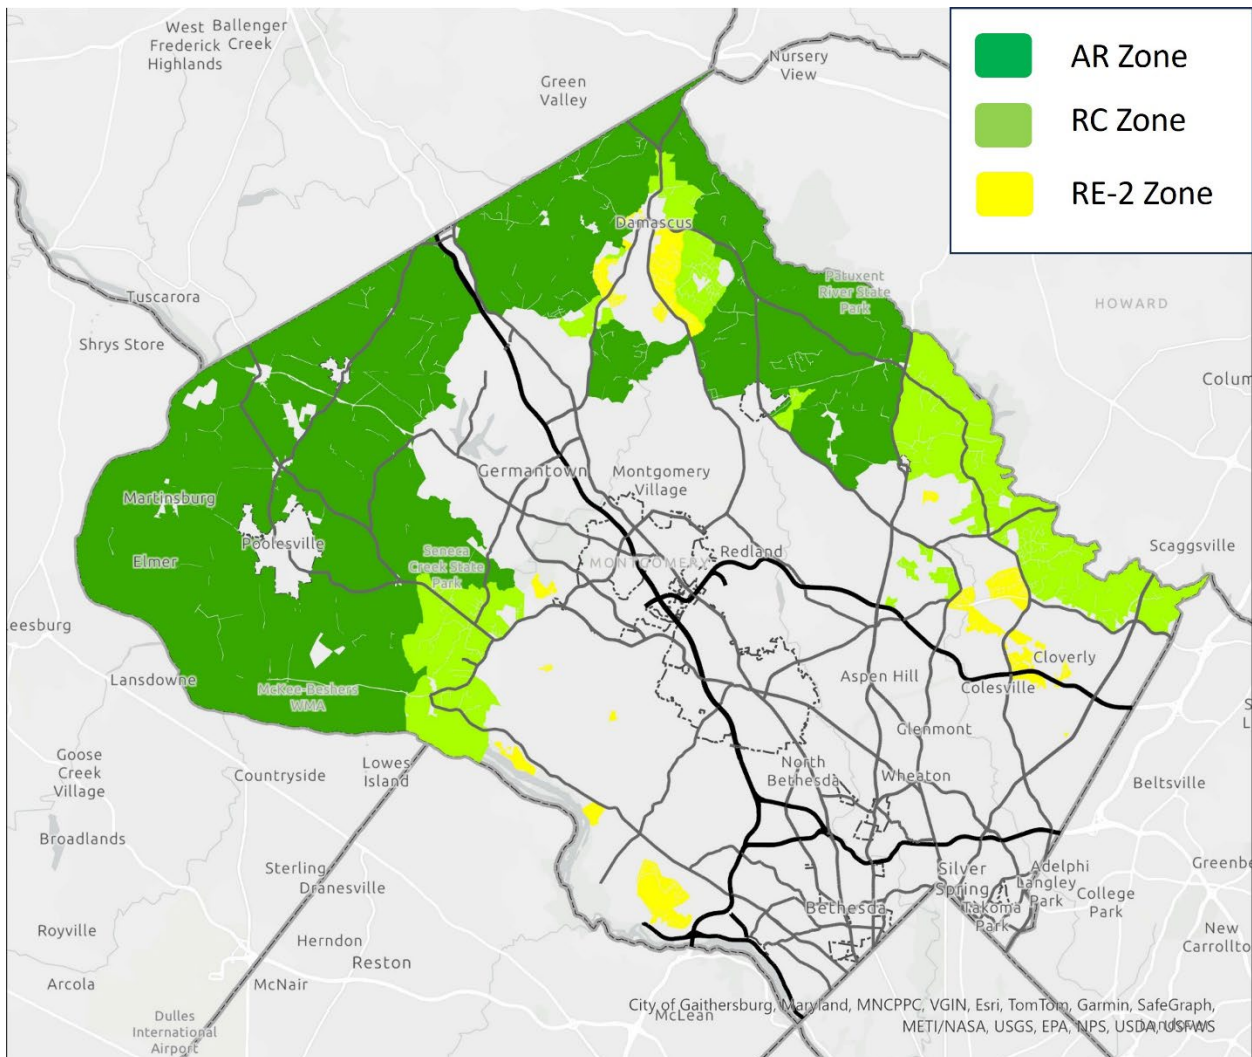 West
Frederick
Highlands
Ballenger
Creek
Green
Valley
Nursery
View
AR Zone
RC Zone
RE-2 Zone
Damascus
Tuscarora
Patuxent
River State
Park
HOWARD
Shrys Store
Colum
Germantown
Montgomery
Village
Martinsburg
Poolesville
Elmer
Seneca
Creek State
Park
MONTGOMERY
Redland
Scaggsville
eesburg
Lansdowne
McKee-Beshers
WMA
Aspen Hill
Cloverly
Colesville
Glenmont
Goose
Creek
Village
Countryside
Lowes
Island
North
Bethesda
Wheaton
Beltsville
Broadlands
Sterling
Dranesville
Silver
Spring
Adelphi
Langley
Park
Greenbe
College
Park
Bethesda
Takoma
Park
Royville
Herndon
Reston
New
Carrollto
Arcola
McNair
Dulles
International
Airport
McLean
City of Gaithersburg, Maryland, MNCPPC, VGIN, Esri, TomTom, Garmin, SafeGraph,
METI/NASA, USGS, EPA, NPS, USDA, USFWS